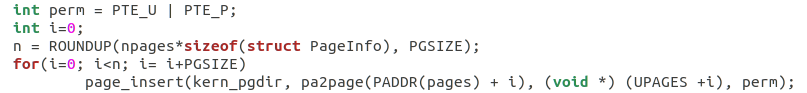 int perm = PTE_U | PTE_P;
int i=0;
n = ROUNDUP(npages*sizeof(struct PageInfo), PGSIZE);
for(i=0; i<n; i= i+PGSIZE)
        page_insert(kern_pgdir, pa2page(PADDR(pages) + i), (void *) (UPAGES +i), perm);